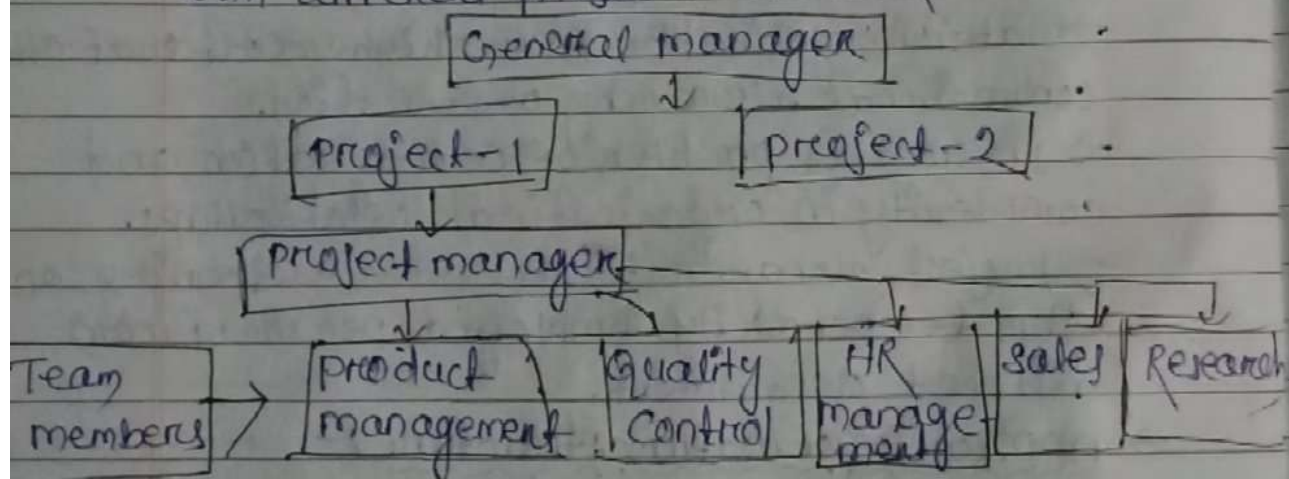 General manager
project-1 project-2
project manager
Team product Quality HR sales Research
members management Control manage
ment